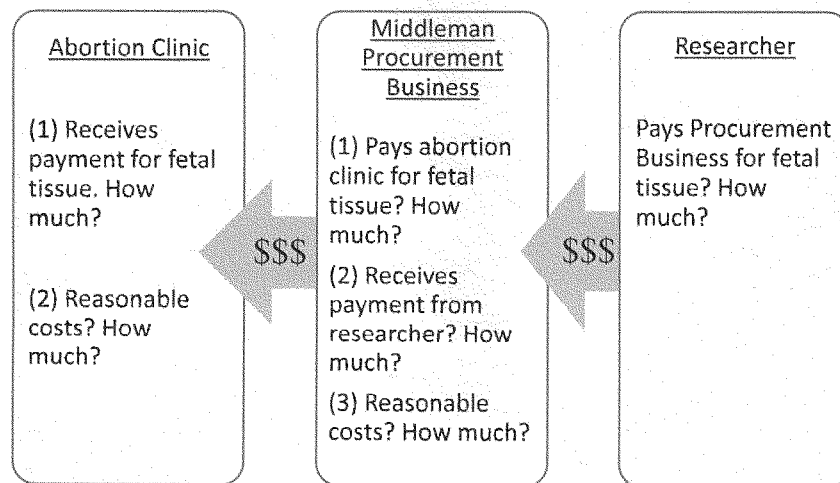 Abortion Clinic
(1) Receives
payment for fetal
tissue. How
much?
(2) Reasonable
costs? How
much?
$$$
Middleman
Procurement
Business
(1) Pays abortion
clinic for fetal
tissue? How
much?
(2) Receives
payment from
researcher? How
much?
(3) Reasonable
costs? How much?
$$$
Researcher
Pays Procurement
Business for fetal
tissue? How
much?